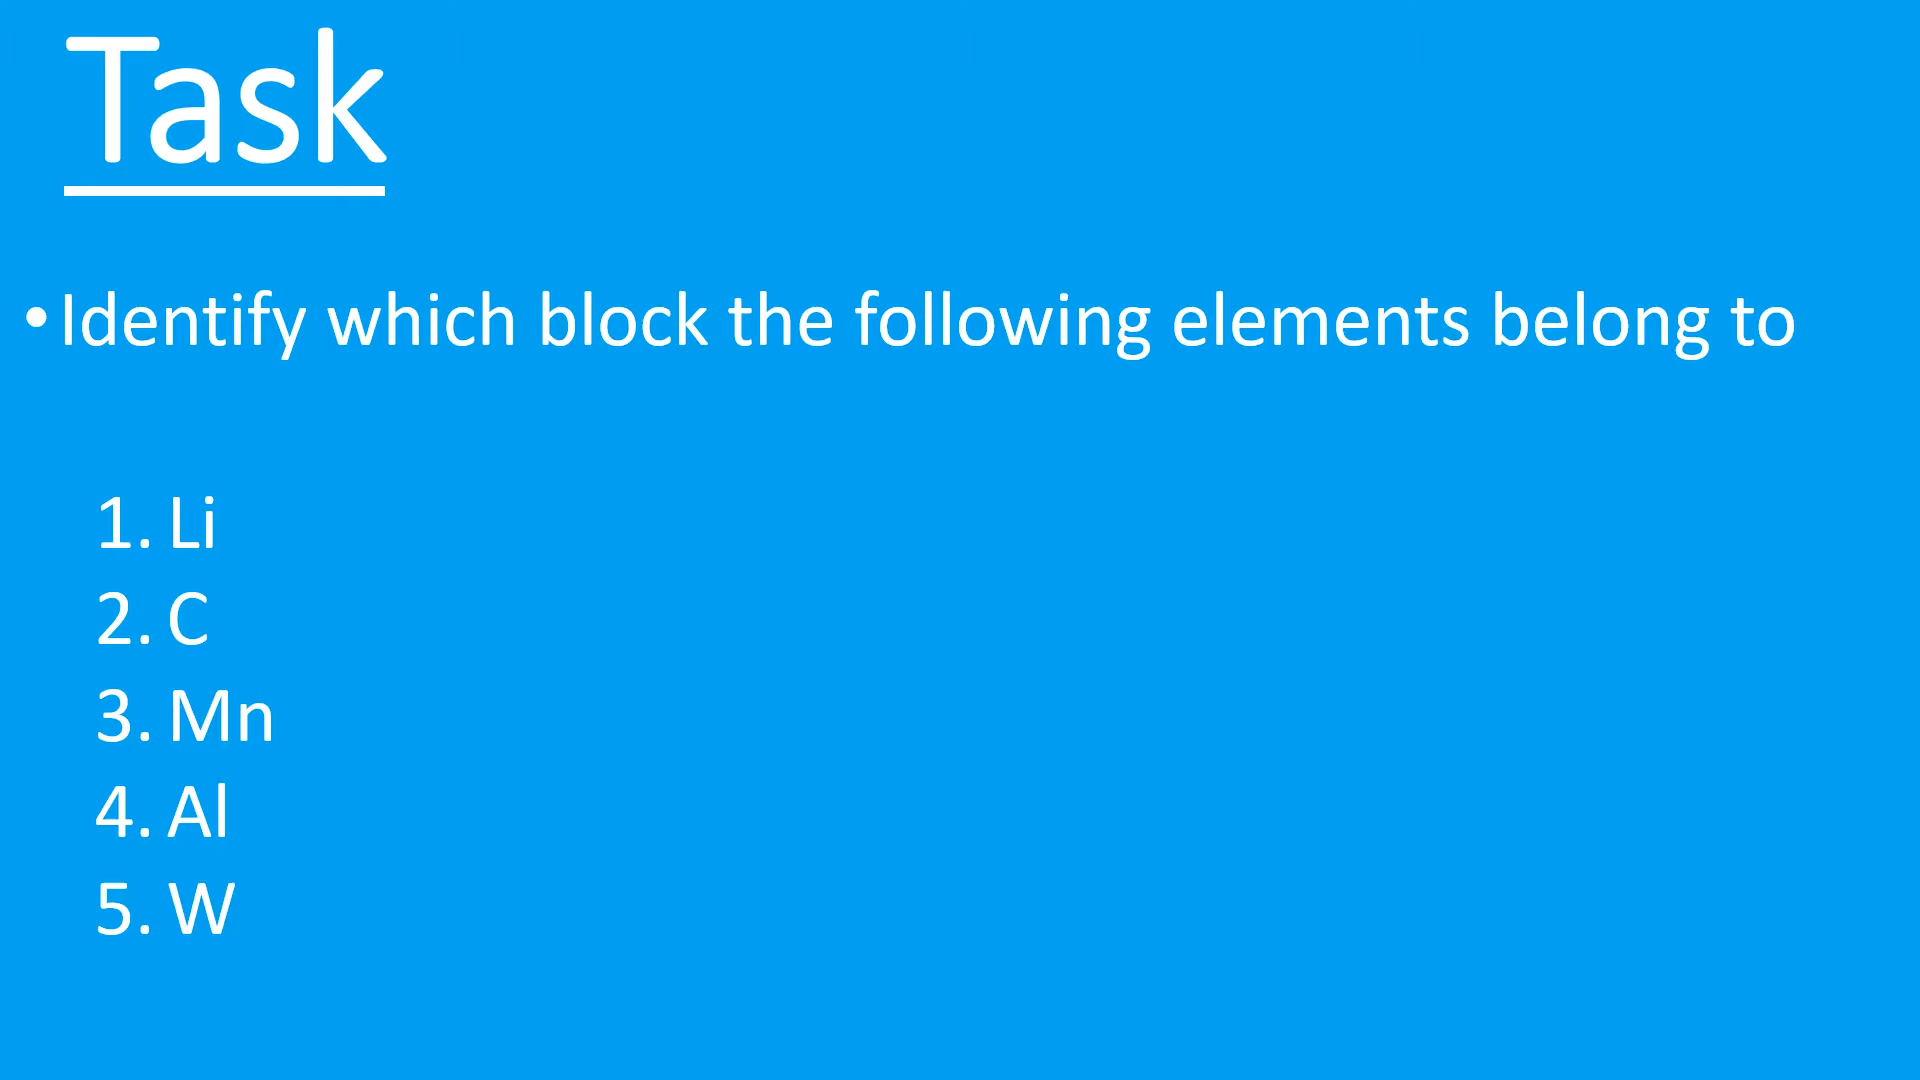 Task
• Identify which block the following elements belong to
1. Li
2. C
3. Mn
4. Al
5. W